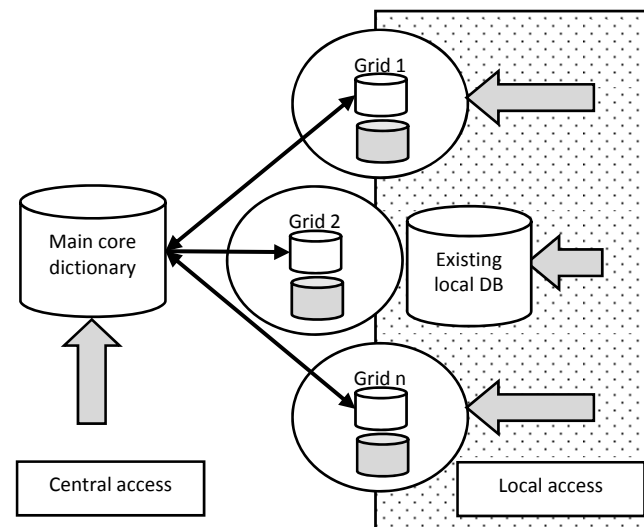 Grid 1
Grid 2
Main core
dictionary
Existing
local DB
Grid n
Central access
Local access